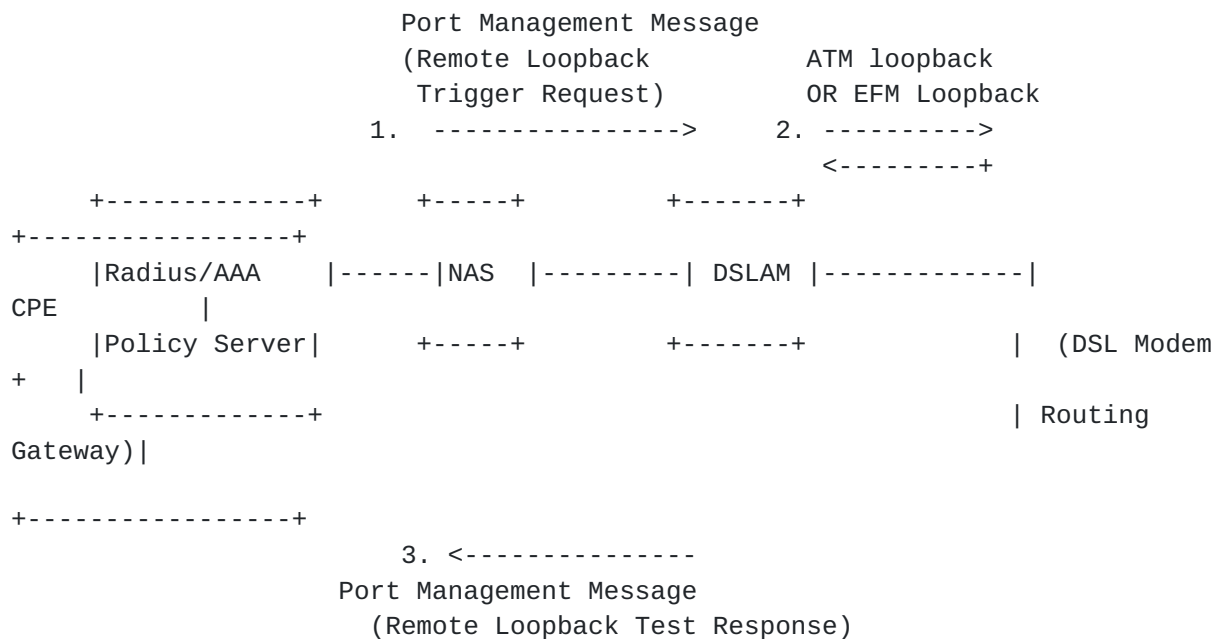 Port Management Message
                         (Remote Loopback          ATM loopback
                          Trigger Request)         OR EFM Loopback
                       1.  ---------------->     2. ---------->
                                                    <---------+
     +-------------+      +-----+         +-------+
+-----------------+
     |Radius/AAA    |------|NAS  |---------| DSLAM |-------------|
CPE         |
     |Policy Server|      +-----+         +-------+             |  (DSL Modem
+   |
     +-------------+                                            | Routing
Gateway)|

+-----------------+
                         3. <---------------
                     Port Management Message
                       (Remote Loopback Test Response)